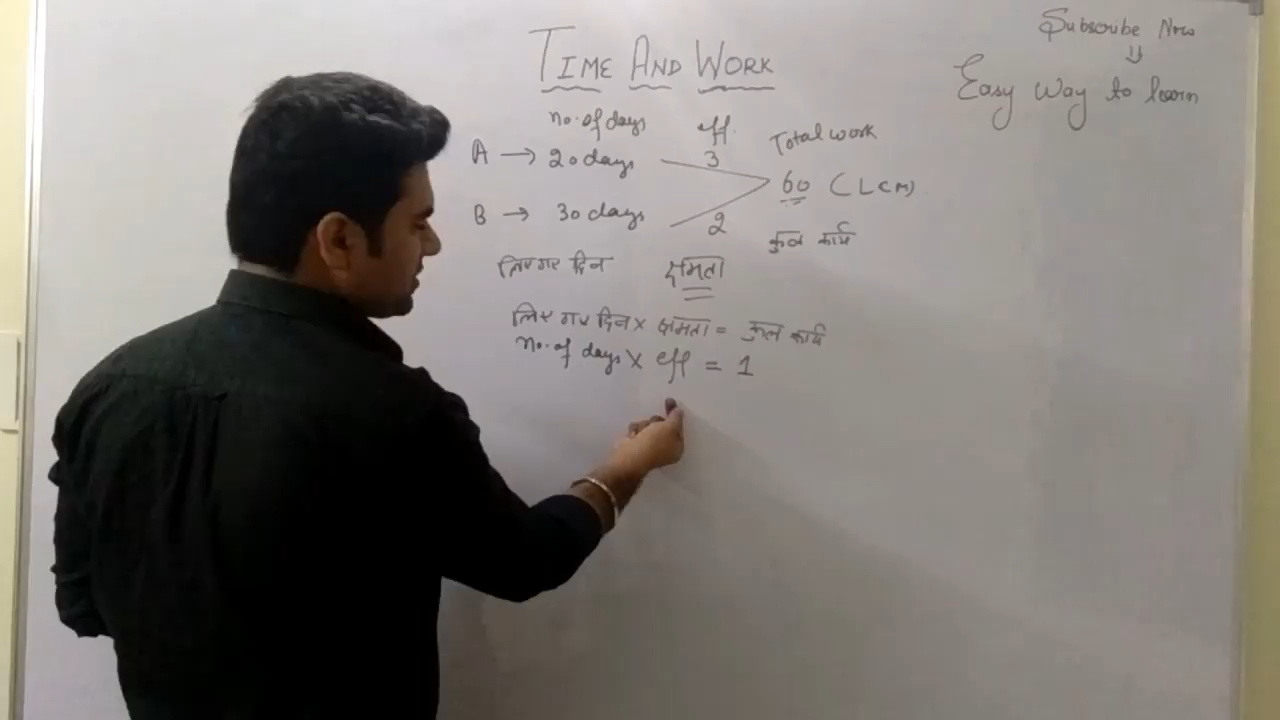 Subscribe Now
⇓
Easy Way to learn
TIME AND WORK
no. of days eff. Total work
A → 20 days 3
60 (LCM)
B → 30 days 2
कुल कार्य
लिए गए दिन क्षमता
लिए गए दिन × क्षमता = कुल कार्य
no. of days × eff = 1